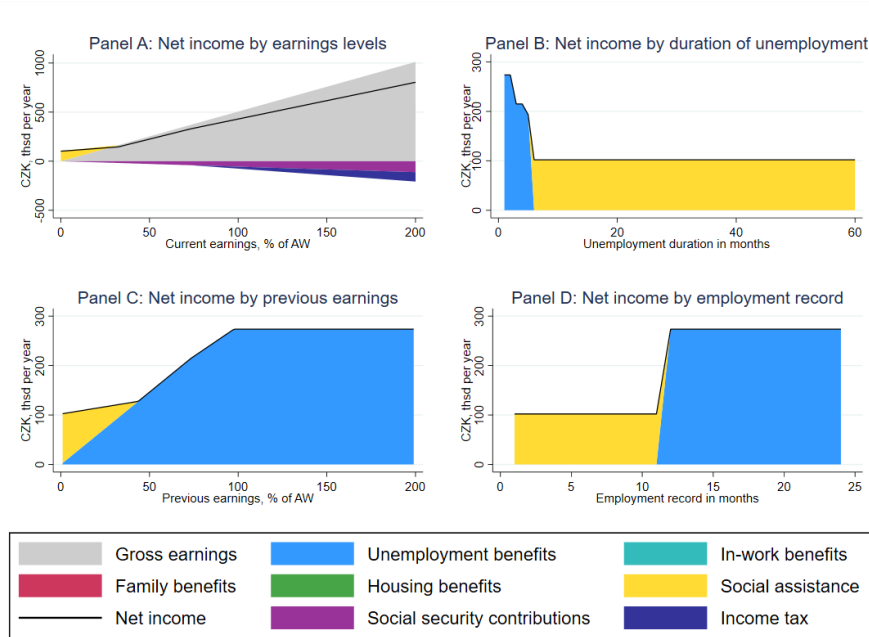 Panel A: Net income by earnings levels
CZK, thsd per year
1000
500
0
-500
0 50 100 150 200
Current earnings, % of AW
Panel B: Net income by duration of unemployment
CZK, thsd per year
300
200
100
0
0 20 40 60
Unemployment duration in months
Panel C: Net income by previous earnings
CZK, thsd per year
300
200
100
0
0 50 100 150 200
Previous earnings, % of AW
Panel D: Net income by employment record
CZK, thsd per year
300
200
100
0
0 5 10 15 20 25
Employment record in months
Gross earnings Unemployment benefits In-work benefits
Family benefits Housing benefits Social assistance
Net income Social security contributions Income tax